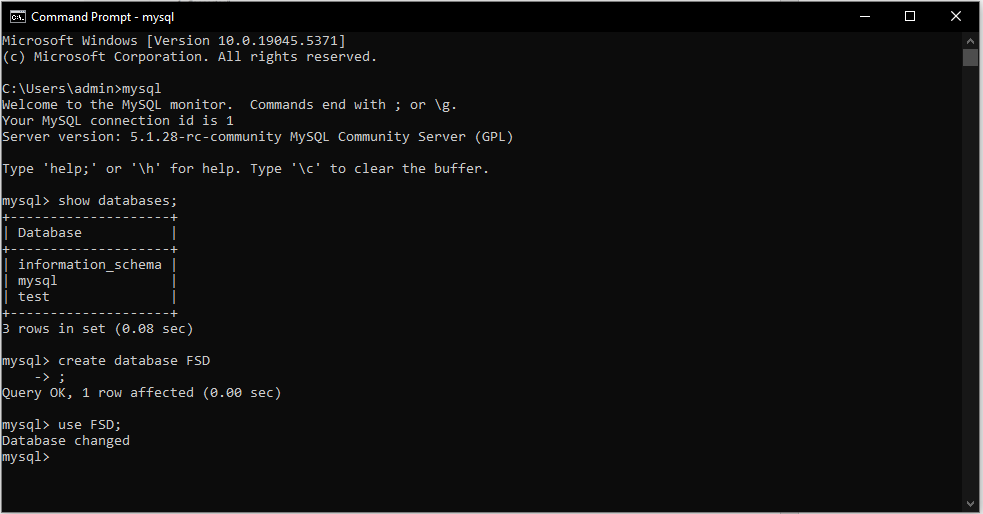 Command Prompt - mysql
Microsoft Windows [Version 10.0.19045.5371]
(c) Microsoft Corporation. All rights reserved.
C:\Users\admin>mysql
Welcome to the MySQL monitor.  Commands end with ; or \g.
Your MySQL connection id is 1
Server version: 5.1.28-rc-community MySQL Community Server (GPL)
Type 'help;' or '\h' for help. Type '\c' to clear the buffer.
mysql> show databases;
+--------------------+
| Database           |
+--------------------+
| information_schema |
| mysql              |
| test               |
+--------------------+
3 rows in set (0.08 sec)
mysql> create database FSD
    -> ;
Query OK, 1 row affected (0.00 sec)
mysql> use FSD;
Database changed
mysql>